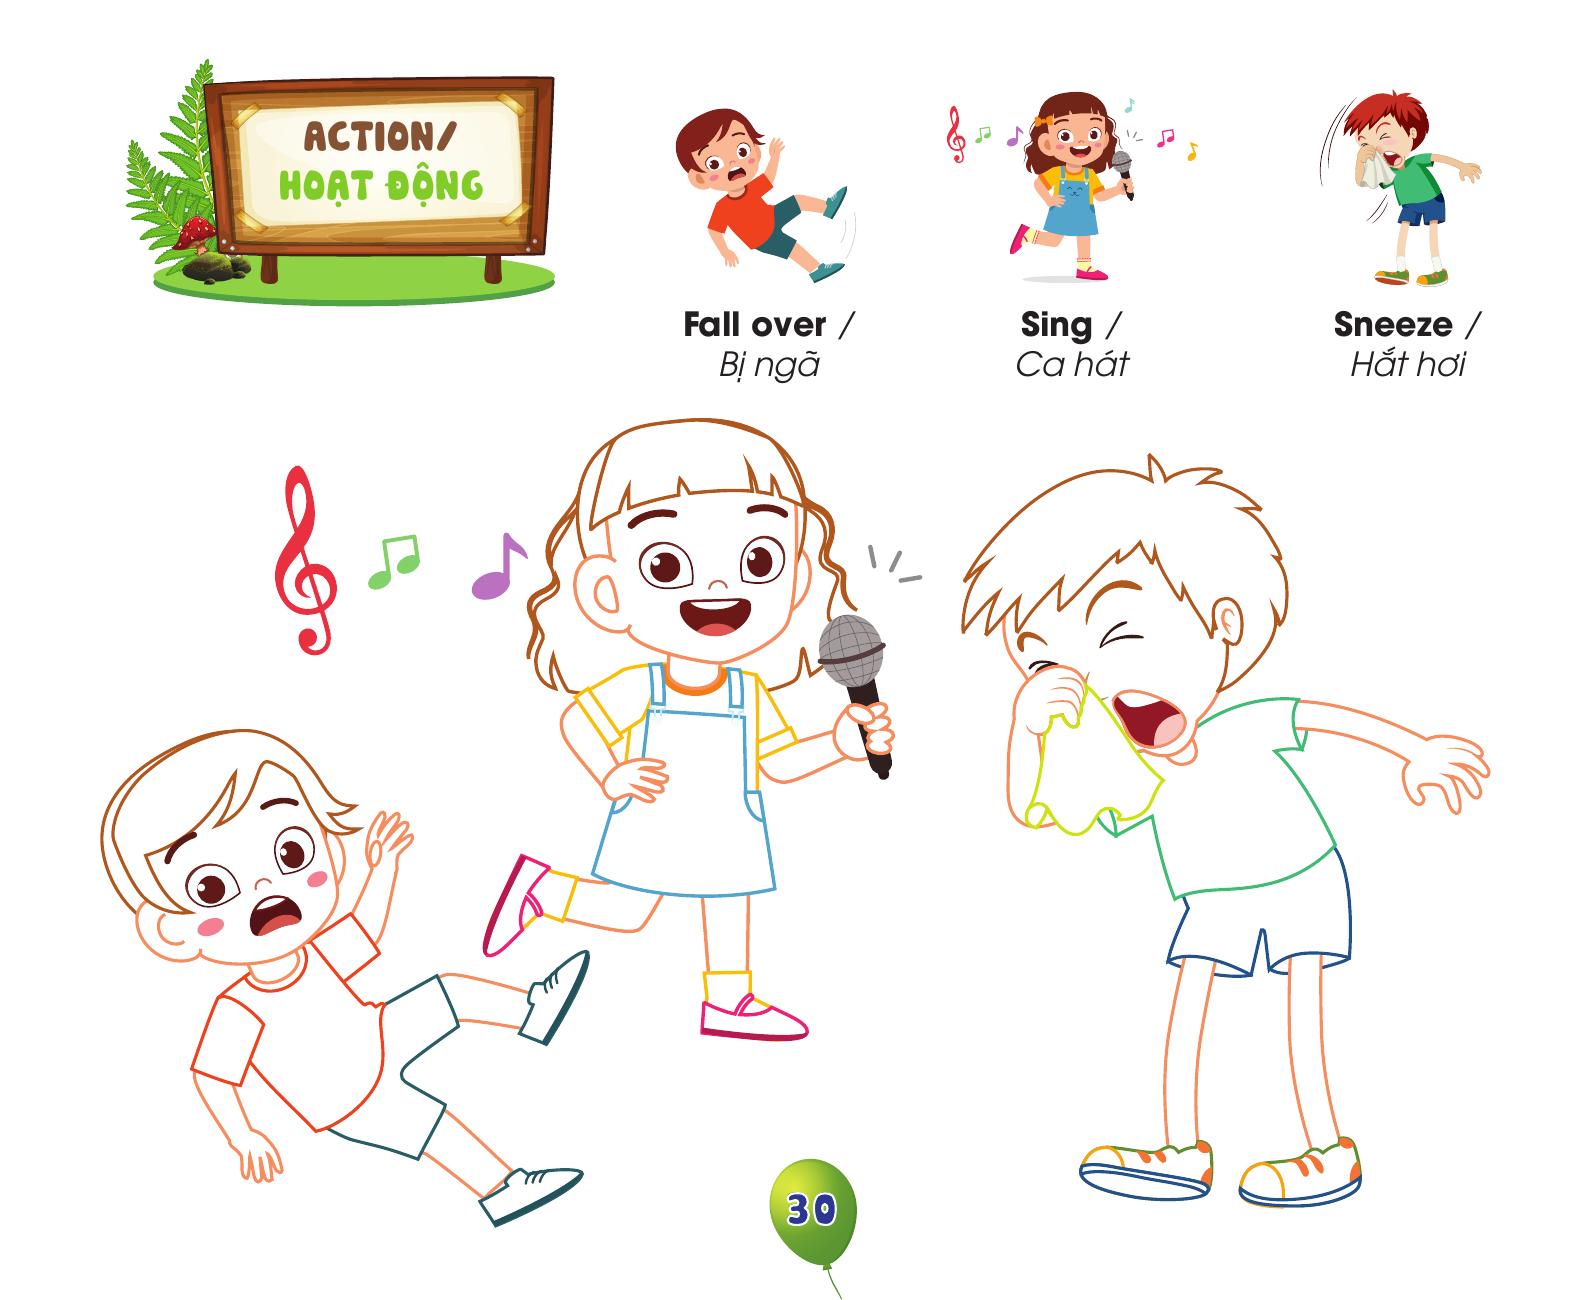 ACTION/
HOẠT ĐỘNG
Fall over /
Bị ngã
Sing /
Ca hát
Sneeze /
Hắt hơi
30